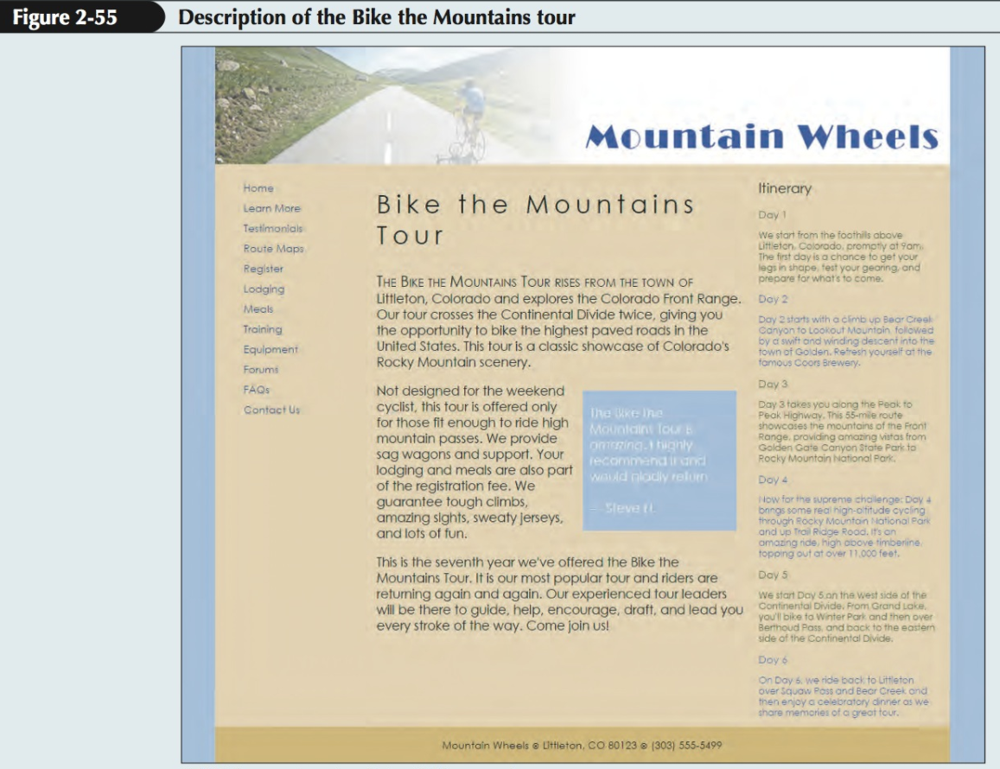 Figure 2-55
Description of the Bike the Mountains tour
Mountain Wheels
Home
Learn More
Testimonials
Route Maps
Register
Lodging
Meals
Training
Equipment
Forums
FAQs
Contact Us
Bike the Mountains
Tour
THE BIKE THE MOUNTAINS TOUR RISES FROM THE TOWN OF
Littleton, Colorado and explores the Colorado Front Range.
Our tour crosses the Continental Divide twice, giving you
the opportunity to bike the highest paved roads in the
United States. This tour is a classic showcase of Colorado's
Rocky Mountain scenery.
Not designed for the weekend
cyclist, this tour is offered only
for those fit enough to ride high
mountain passes. We provide
sag wagons and support. Your
lodging and meals are also part
of the registration fee. We
guarantee tough climbs,
amazing sights, sweaty jerseys,
and lots of fun.
The Bike the
Mountains Tour is
amazing. I highly
recommend it and
would gladly return.
— Steve H.
This is the seventh year we've offered the Bike the
Mountains Tour. It is our most popular tour and riders are
returning again and again. Our experienced tour leaders
will be there to guide, help, encourage, draft, and lead you
every stroke of the way. Come join us!
Itinerary
Day 1
We start from the foothills above
Littleton, Colorado, promptly at 9am.
The first day is a chance to get your
legs in shape, test your gearing, and
prepare for what's to come.
Day 2
Day 2 starts with a climb up Bear Creek
Canyon to Lookout Mountain, followed
by a swift and winding descent into the
town of Golden. Refresh yourself at the
famous Coors Brewery.
Day 3
Day 3 takes you along the Peak to
Peak Highway. This 55-mile route
showcases the mountains of the Front
Range, providing amazing vistas from
Golden Gate Canyon State Park to
Rocky Mountain National Park.
Day 4
Now for the supreme challenge: Day 4
brings some real high-altitude cycling
through Rocky Mountain National Park
and up Trail Ridge Road. It's an
amazing ride, high above timberline,
topping out at over 11,000 feet.
Day 5
We start Day 5 on the west side of the
Continental Divide. From Grand Lake,
you'll bike to Winter Park and then over
Berthoud Pass, and back to the eastern
side of the Continental Divide.
Day 6
On Day 6, we ride back to Littleton
over Squaw Pass and Bear Creek and
then enjoy a celebratory dinner as we
share memories of a great tour.
Mountain Wheels ⊗ Littleton, CO 80123 ⊗ (303) 555-5499